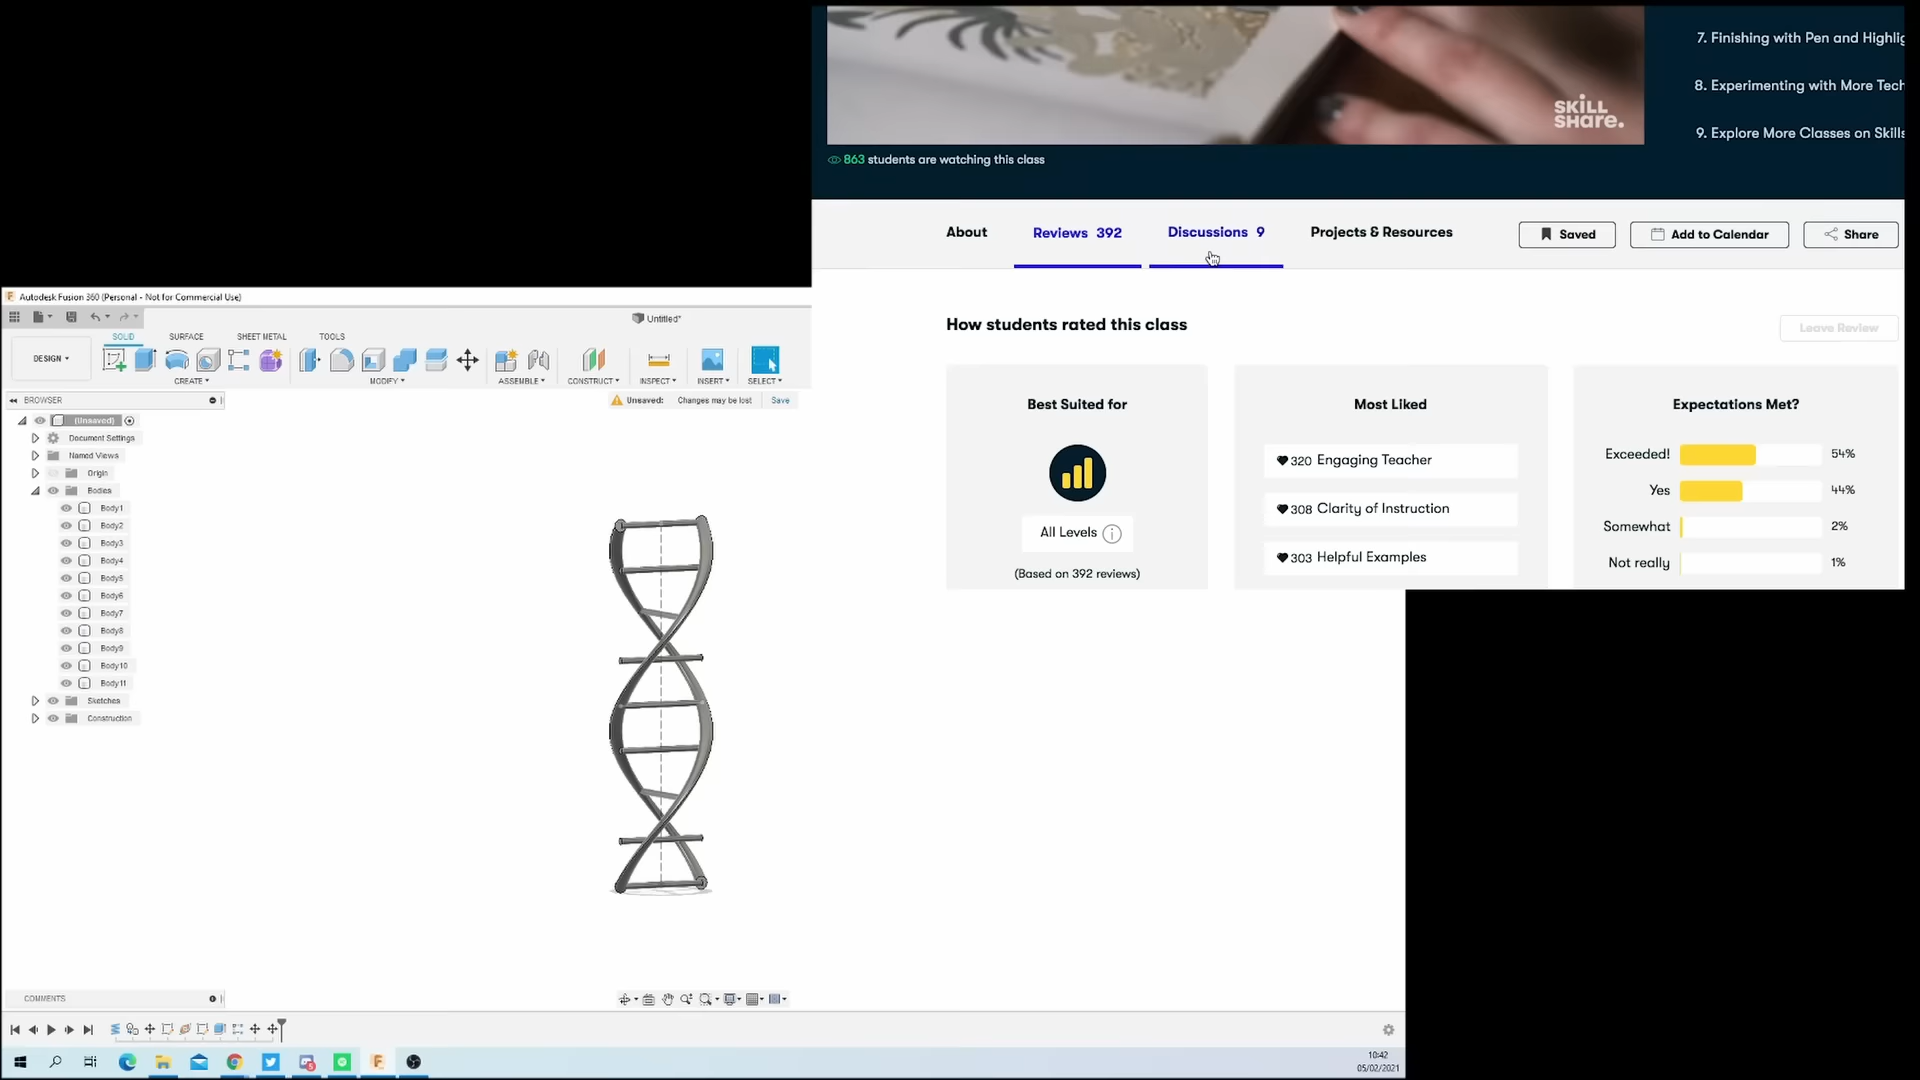 7. Finishing with Pen and Highlig
8. Experimenting with More Tech
9. Explore More Classes on Skills
SKILL
SHARE.
863 students are watching this class
About
Reviews 392
Discussions 9
Projects & Resources
Saved
Add to Calendar
Share
How students rated this class
Leave Review
Best Suited for
All Levels
(Based on 392 reviews)
Most Liked
320 Engaging Teacher
308 Clarity of Instruction
303 Helpful Examples
Expectations Met?
Exceeded! 54%
Yes 44%
Somewhat 2%
Not really 1%
Autodesk Fusion 360 (Personal - Not for Commercial Use)
Untitled*
SOLID SURFACE SHEET METAL TOOLS
DESIGN
CREATE MODIFY ASSEMBLE CONSTRUCT INSPECT INSERT SELECT
BROWSER
Unsaved: Changes may be lost Save
(Unsaved)
Document Settings
Named Views
Origin
Bodies
Body1
Body2
Body3
Body4
Body5
Body6
Body7
Body8
Body9
Body10
Body11
Sketches
Construction
COMMENTS
10:42
05/02/2021